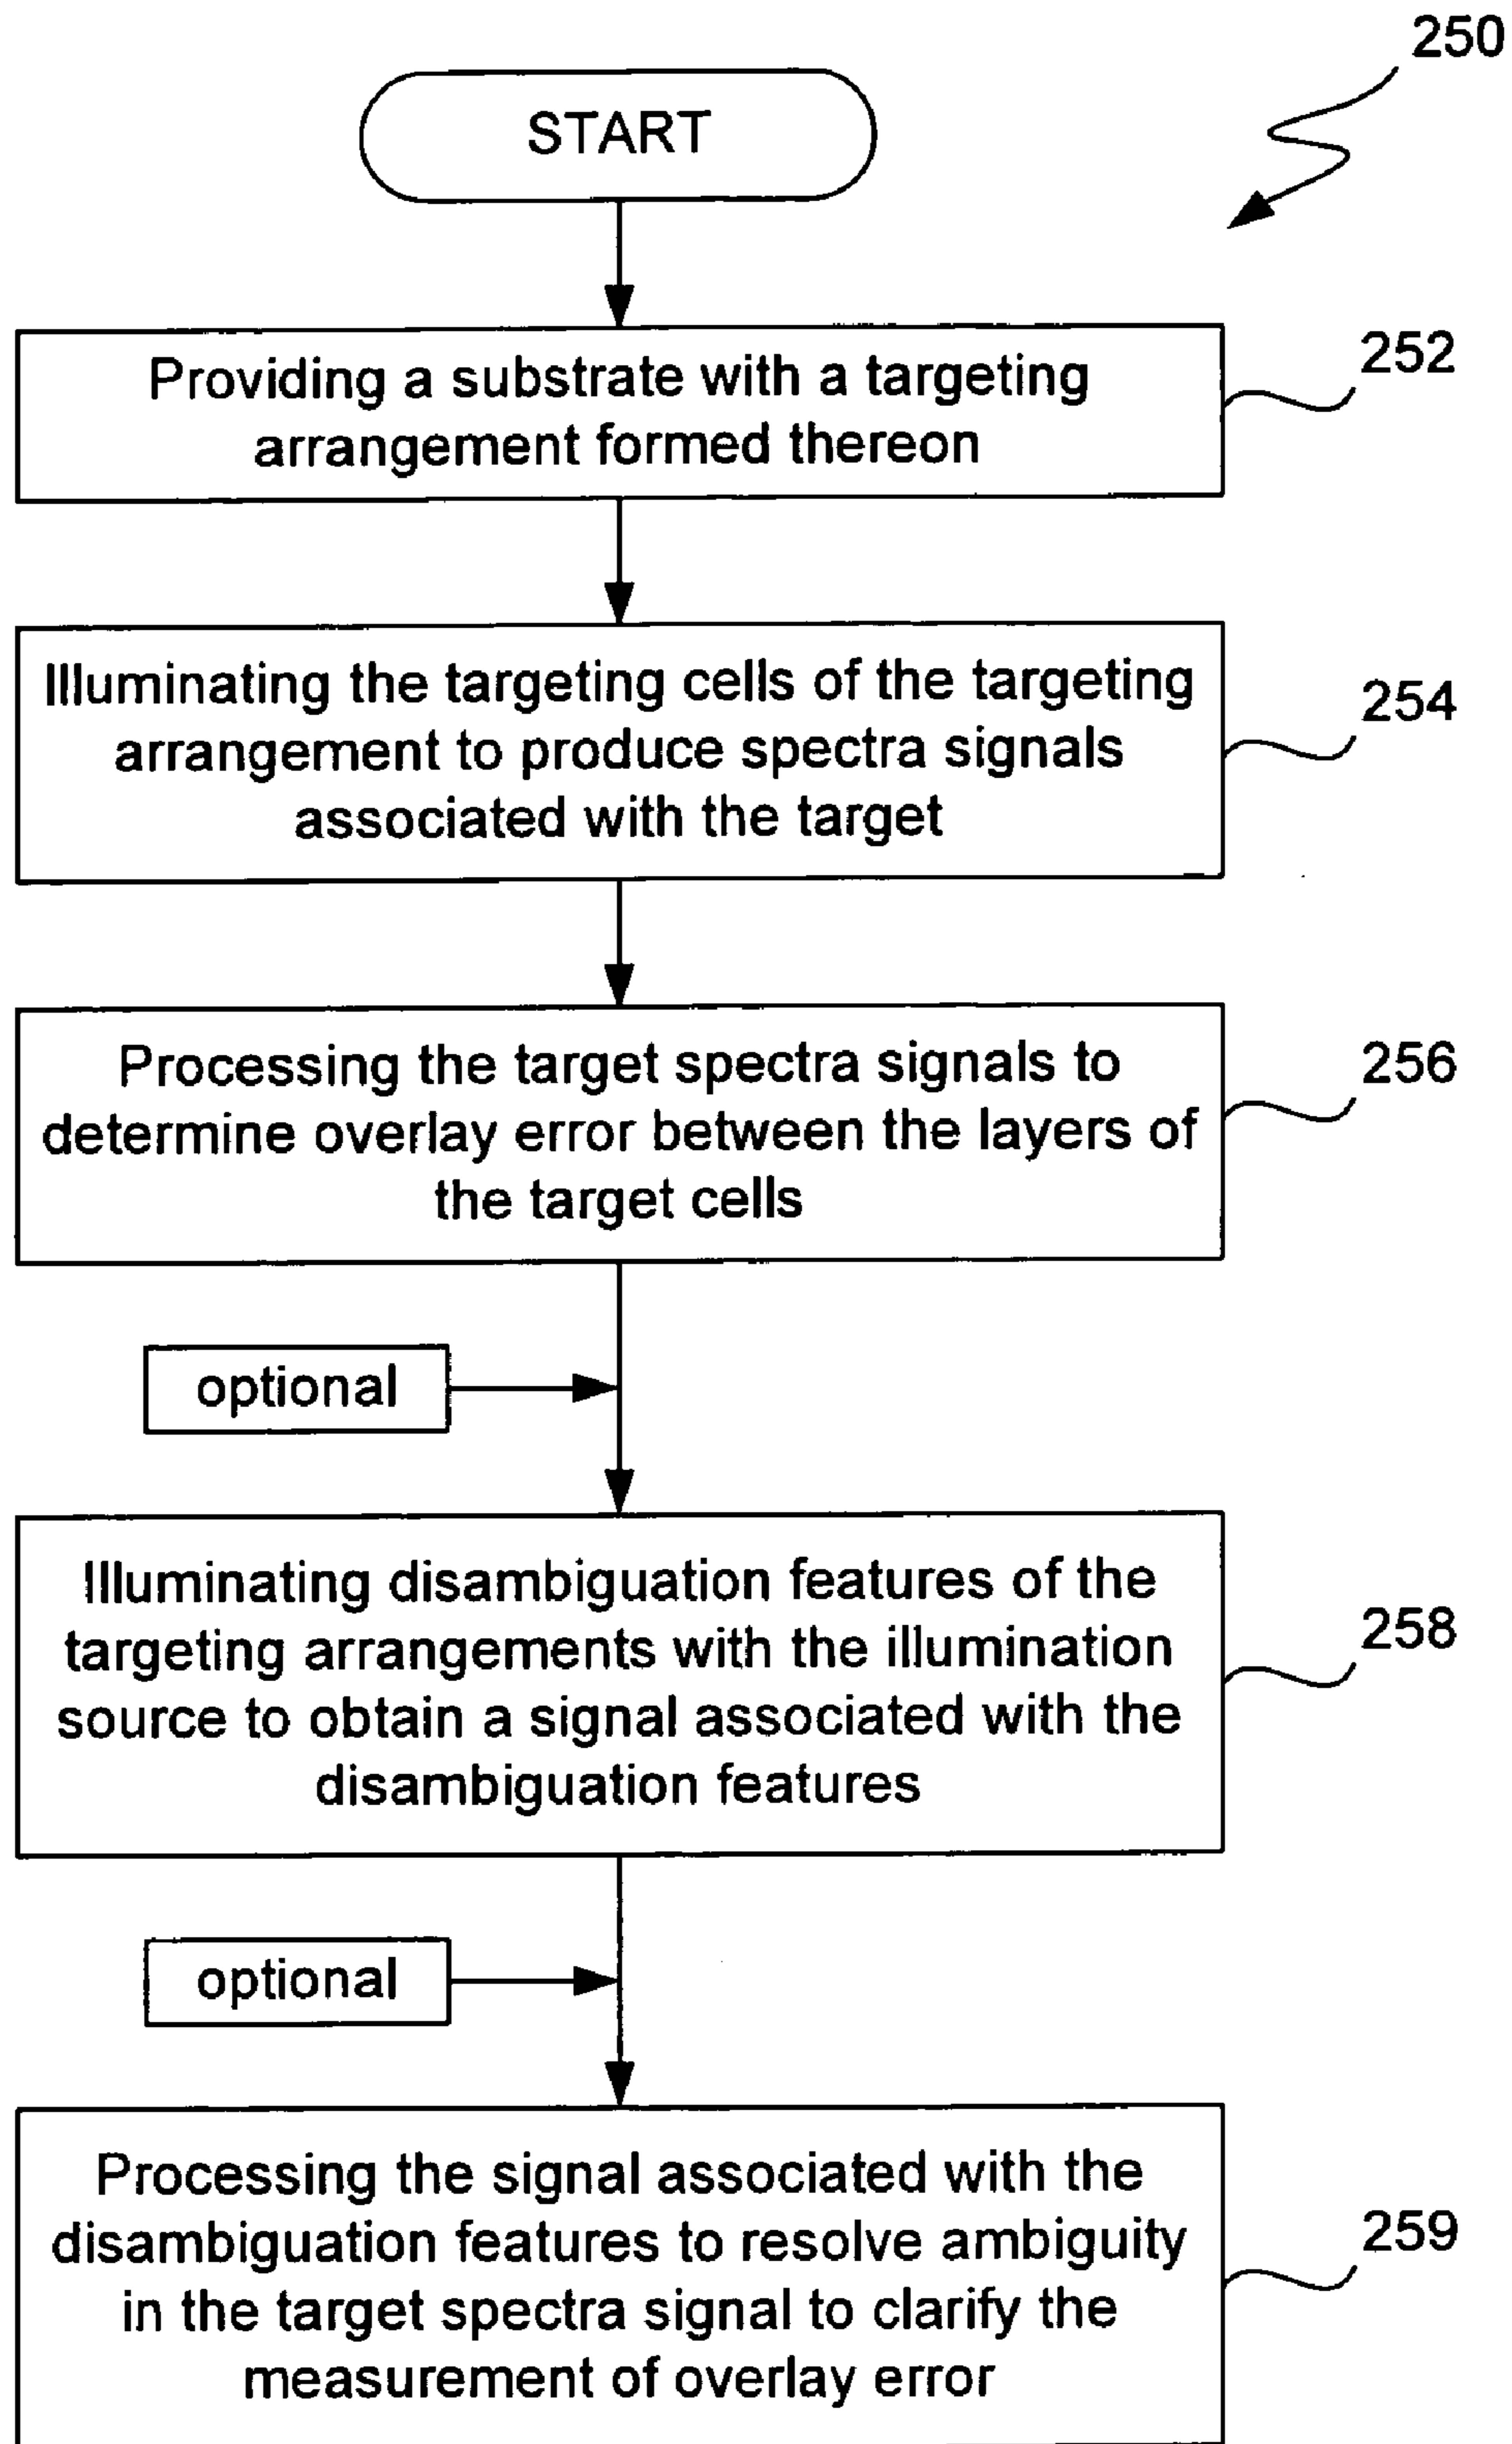 250
START
Providing a substrate with a targeting
arrangement formed thereon
252
Illuminating the targeting cells of the targeting
arrangement to produce spectra signals
associated with the target
254
Processing the target spectra signals to
determine overlay error between the layers of
the target cells
256
optional
Illuminating disambiguation features of the
targeting arrangements with the illumination
source to obtain a signal associated with the
disambiguation features
258
optional
Processing the signal associated with the
disambiguation features to resolve ambiguity
in the target spectra signal to clarify the
measurement of overlay error
259